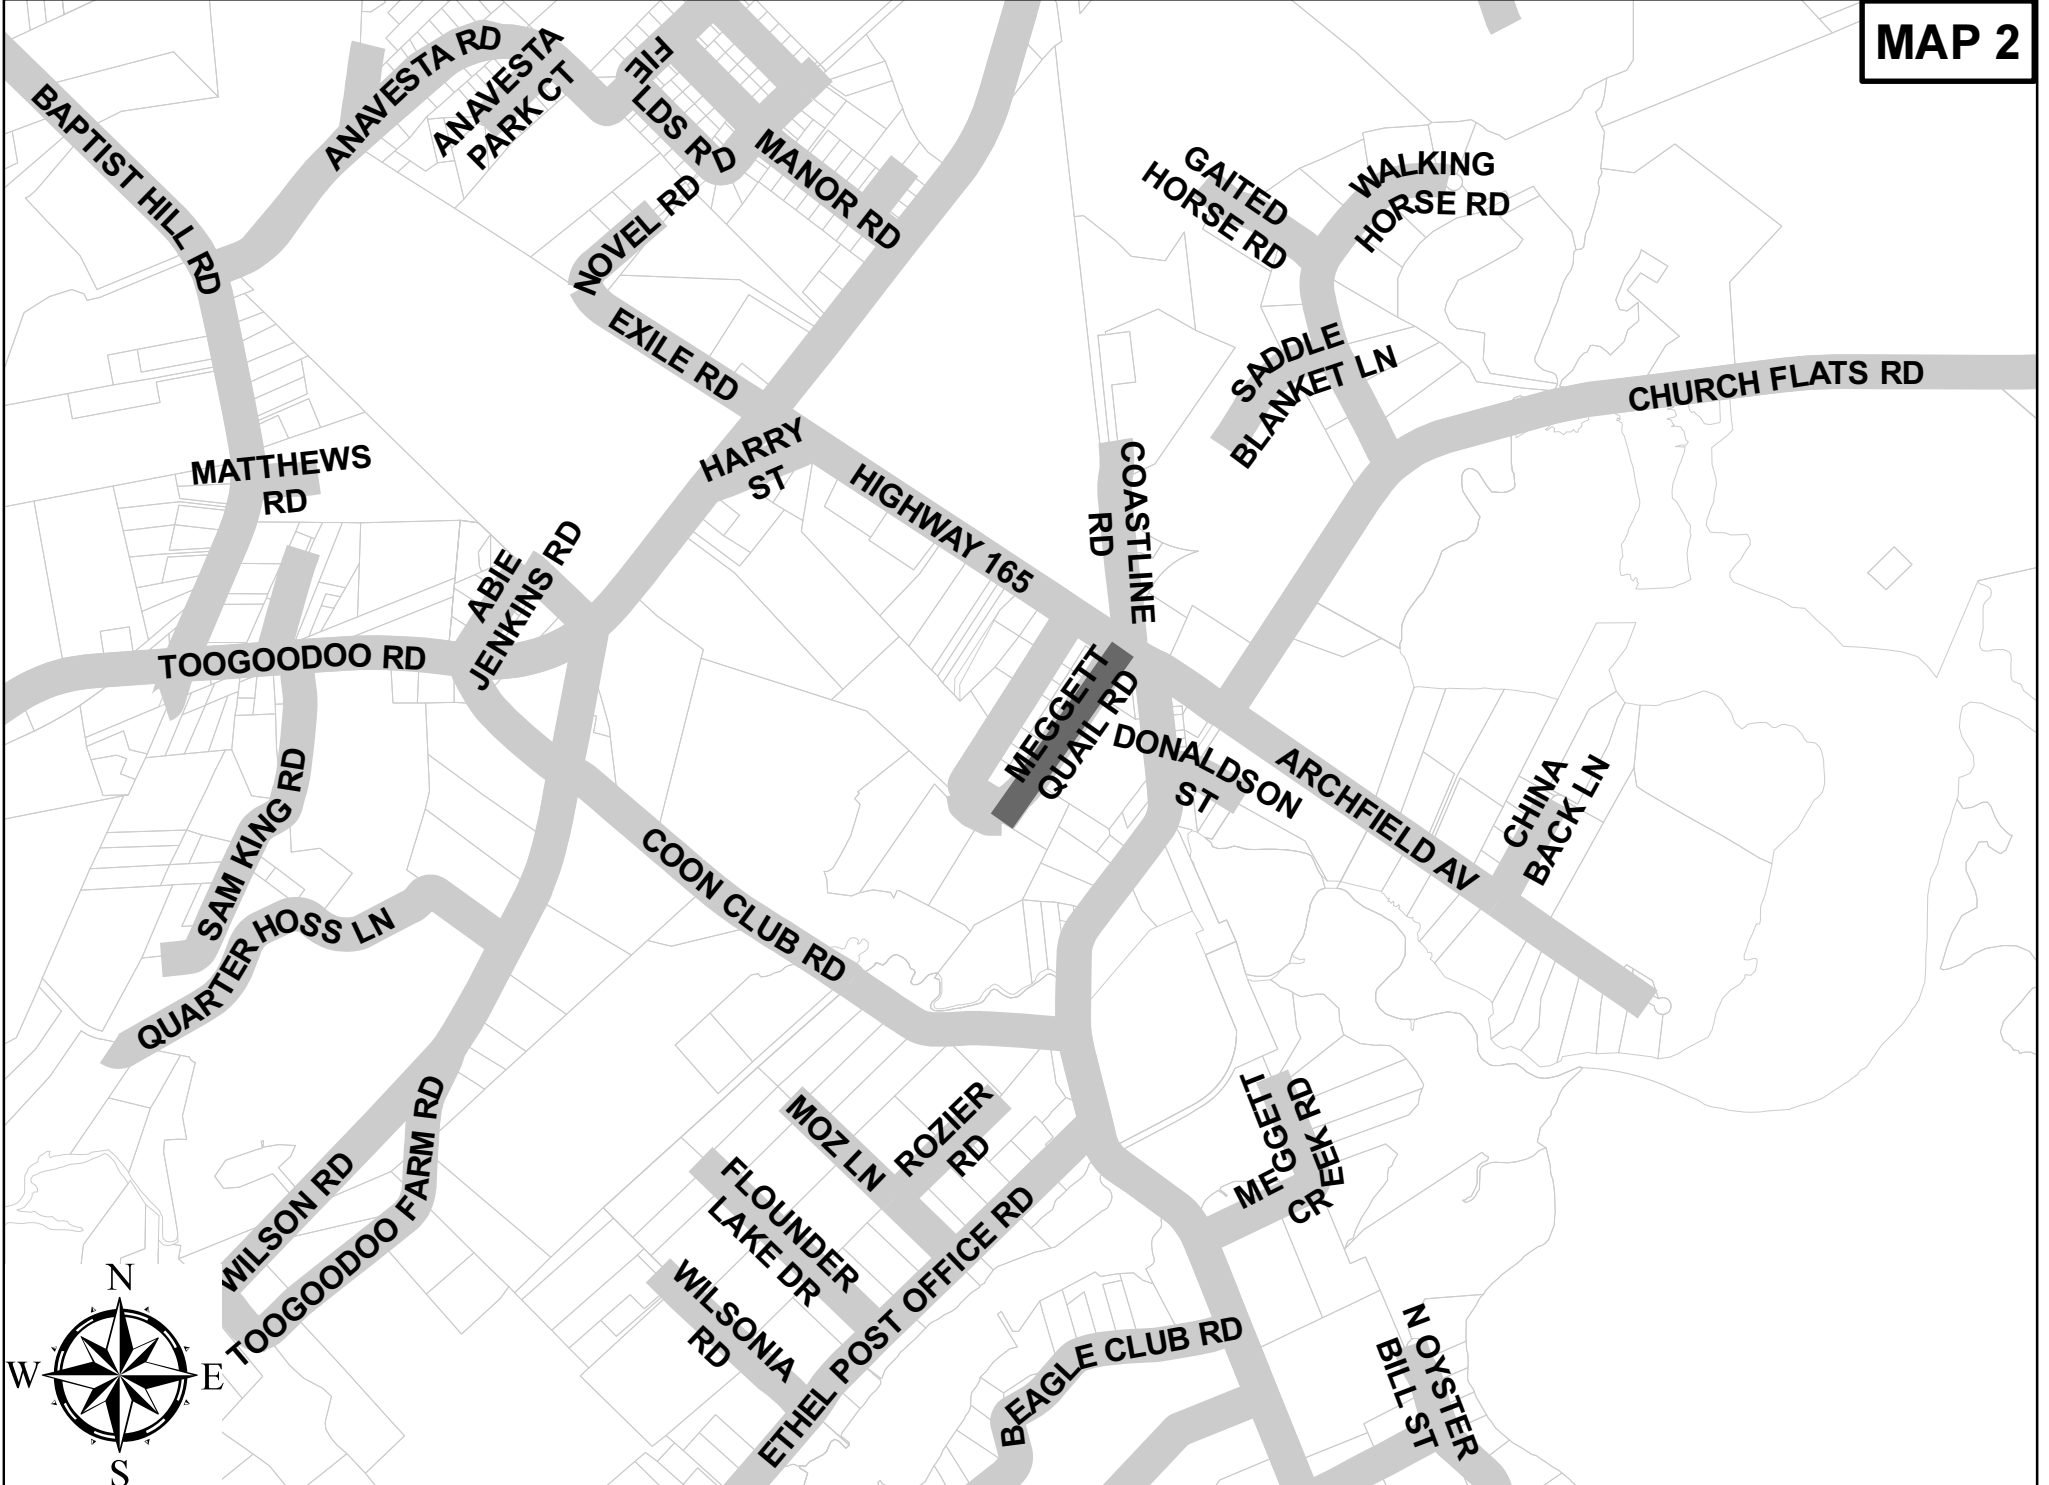 MAP 2
BAPTIST HILL RD
ANAVESTA RD
ANAVESTA
PARK CT
FIE
LDS RD
MANOR RD
NOVEL RD
EXILE RD
GAITED
HORSE RD
WALKING
HORSE RD
SADDLE
BLANKET LN
CHURCH FLATS RD
MATTHEWS
RD
HARRY
ST
HIGHWAY 165
COASTLINE
RD
ABIE
JENKINS RD
TOOGOODOO RD
MEGGETT
QUAIL RD
DONALDSON
ST
ARCHFIELD AV
CHINA
BACK LN
SAM KING RD
QUARTER HOSS LN
COON CLUB RD
WILSON RD
TOOGOODOO FARM RD
MOZ LN
ROZIER
RD
FLOUNDER
LAKE DR
WILSONIA
RD
ETHEL POST OFFICE RD
MEGGETT
CREEK RD
BEAGLE CLUB RD
N OYSTER
BILL ST
N
W
E
S